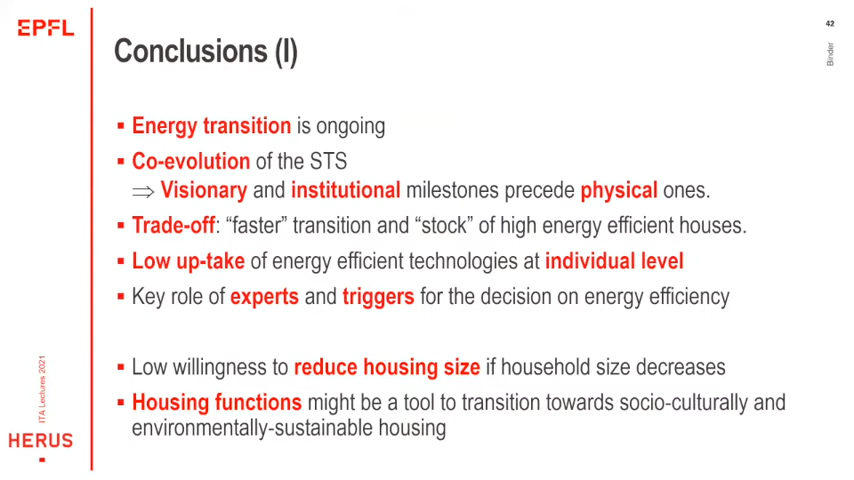 EPFL
42
Binder
Conclusions (I)
▪ Energy transition is ongoing
▪ Co-evolution of the STS
⇒ Visionary and institutional milestones precede physical ones.
▪ Trade-off: “faster” transition and “stock” of high energy efficient houses.
▪ Low up-take of energy efficient technologies at individual level
▪ Key role of experts and triggers for the decision on energy efficiency
▪ Low willingness to reduce housing size if household size decreases
▪ Housing functions might be a tool to transition towards socio-culturally and
environmentally-sustainable housing
ITA Lectures 2021
HERUS